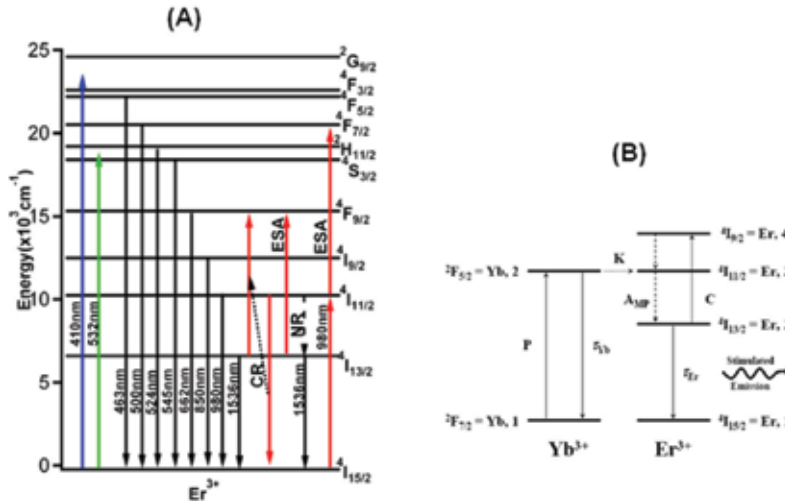 (A)
25
20
15
10
5
0
Energy(x10³cm⁻¹)
²G₉/₂
⁴F₃/₂
⁴F₅/₂
⁴F₇/₂
²H₁₁/₂
⁴S₃/₂
⁴F₉/₂
⁴I₉/₂
⁴I₁₁/₂
⁴I₁₃/₂
⁴I₁₅/₂
410nm
532nm
463nm
500nm
524nm
545nm
662nm
850nm
980nm
1536nm
CR
ESA
NR
1536nm
ESA
980nm
Er³⁺
(B)
²F₅/₂ = Yb, 2
²F₇/₂ = Yb, 1
P
τYb
K
AMP
C
τEr
⁴I₉/₂ = Er, 4
⁴I₁₁/₂ = Er,
⁴I₁₃/₂ = Er,
Stimulated
Emission
⁴I₁₅/₂ = Er,
Yb³⁺
Er³⁺